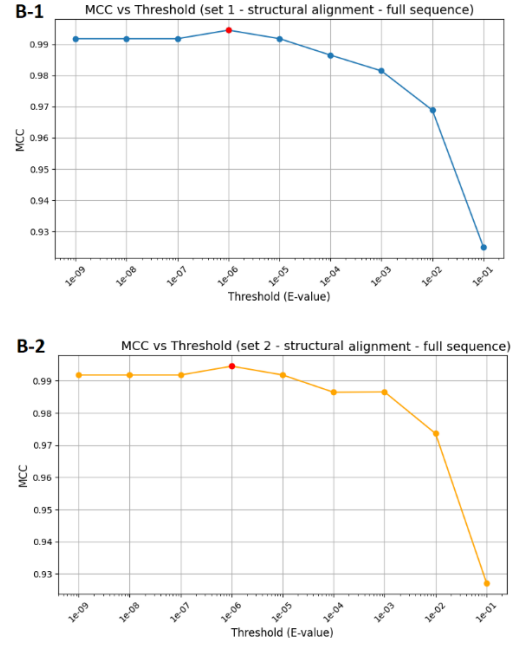 B-1
MCC vs Threshold (set 1 - structural alignment - full sequence)
0.99
0.98
0.97
0.96
0.95
0.94
0.93
MCC
1e-09
1e-08
1e-07
1e-06
1e-05
1e-04
1e-03
1e-02
1e-01
Threshold (E-value)
B-2
MCC vs Threshold (set 2 - structural alignment - full sequence)
0.99
0.98
0.97
0.96
0.95
0.94
0.93
MCC
1e-09
1e-08
1e-07
1e-06
1e-05
1e-04
1e-03
1e-02
1e-01
Threshold (E-value)